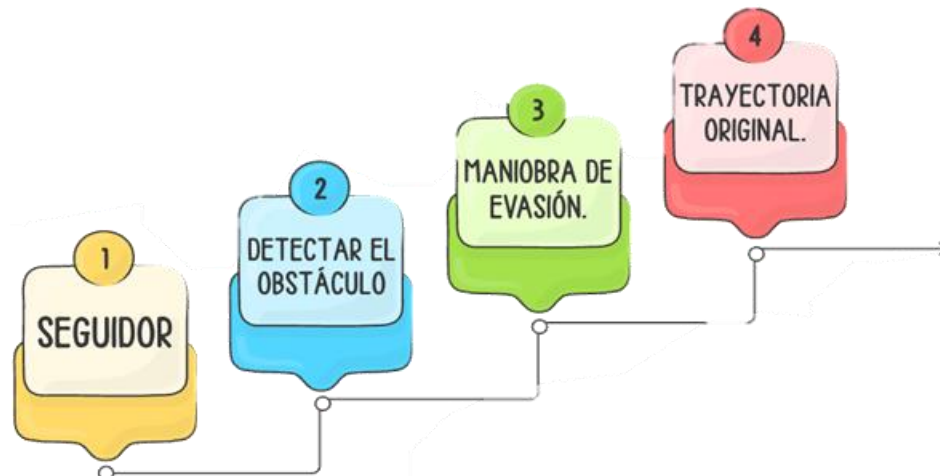 1
SEGUIDOR
2
DETECTAR EL
OBSTÁCULO
3
MANIOBRA DE
EVASIÓN.
4
TRAYECTORIA
ORIGINAL.